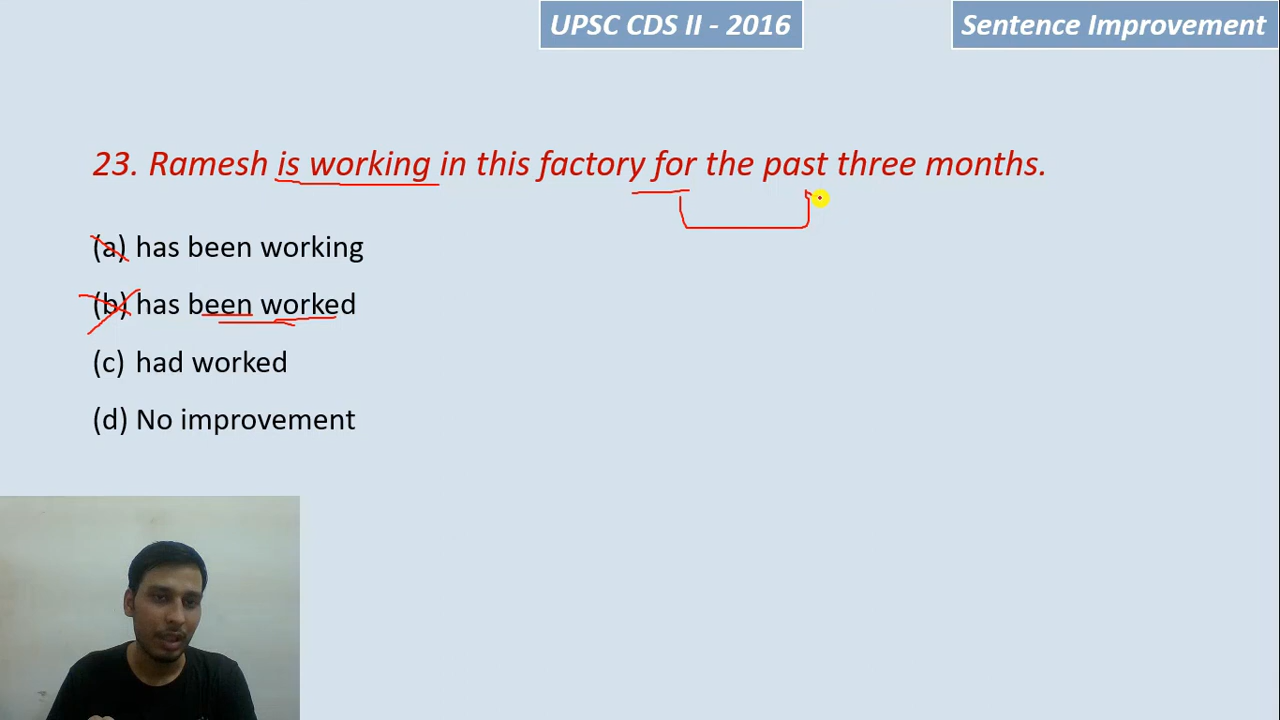 UPSC CDS II - 2016
Sentence Improvement
23. Ramesh is working in this factory for the past three months.
(a) has been working
(b) has been worked
(c) had worked
(d) No improvement